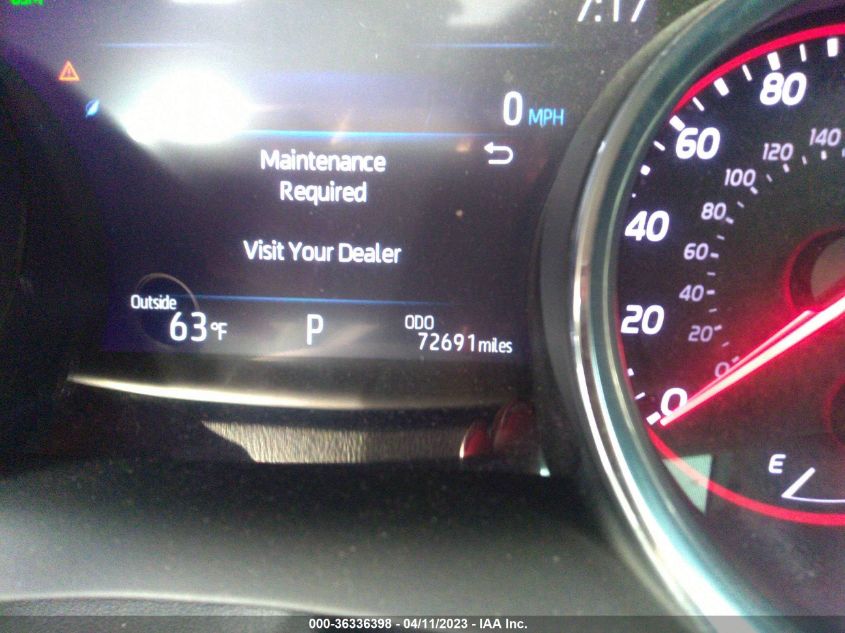 7:17
0 MPH
Maintenance
Required
Visit Your Dealer
Outside
63°F
P
ODO
72691 miles
80
60
40
20
0
140
120
100
80
60
40
20
0
E
000-36336398 - 04/11/2023 - IAA Inc.